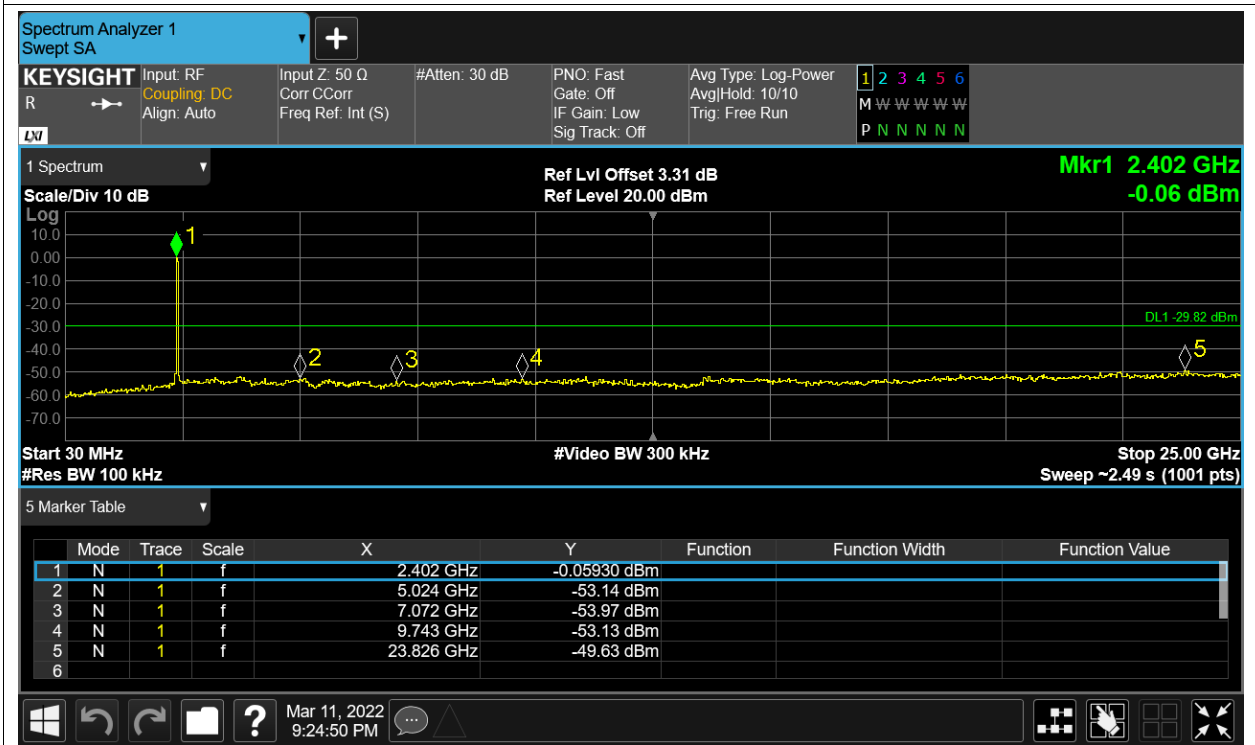 Spectrum Analyzer 1
Swept SA
KEYSIGHT
R
LXI
Input: RF
Coupling: DC
Align: Auto
Input Z: 50 Ω
Corr CCorr
Freq Ref: Int (S)
#Atten: 30 dB
PNO: Fast
Gate: Off
IF Gain: Low
Sig Track: Off
Avg Type: Log-Power
Avg|Hold: 10/10
Trig: Free Run
1 2 3 4 5 6
M W W W W W
P N N N N N
1 Spectrum
Scale/Div 10 dB
Ref Lvl Offset 3.31 dB
Ref Level 20.00 dBm
Mkr1 2.402 GHz
-0.06 dBm
Log
10.0
0.00
-10.0
-20.0
-30.0
-40.0
-50.0
-60.0
-70.0
1
2
3
4
5
DL1 -29.82 dBm
Start 30 MHz
#Video BW 300 kHz
Stop 25.00 GHz
#Res BW 100 kHz
Sweep ~2.49 s (1001 pts)
5 Marker Table
Mode Trace Scale X Y Function Function Width Function Value
1 N 1 f 2.402 GHz -0.05930 dBm
2 N 1 f 5.024 GHz -53.14 dBm
3 N 1 f 7.072 GHz -53.97 dBm
4 N 1 f 9.743 GHz -53.13 dBm
5 N 1 f 23.826 GHz -49.63 dBm
6
?
Mar 11, 2022
9:24:50 PM